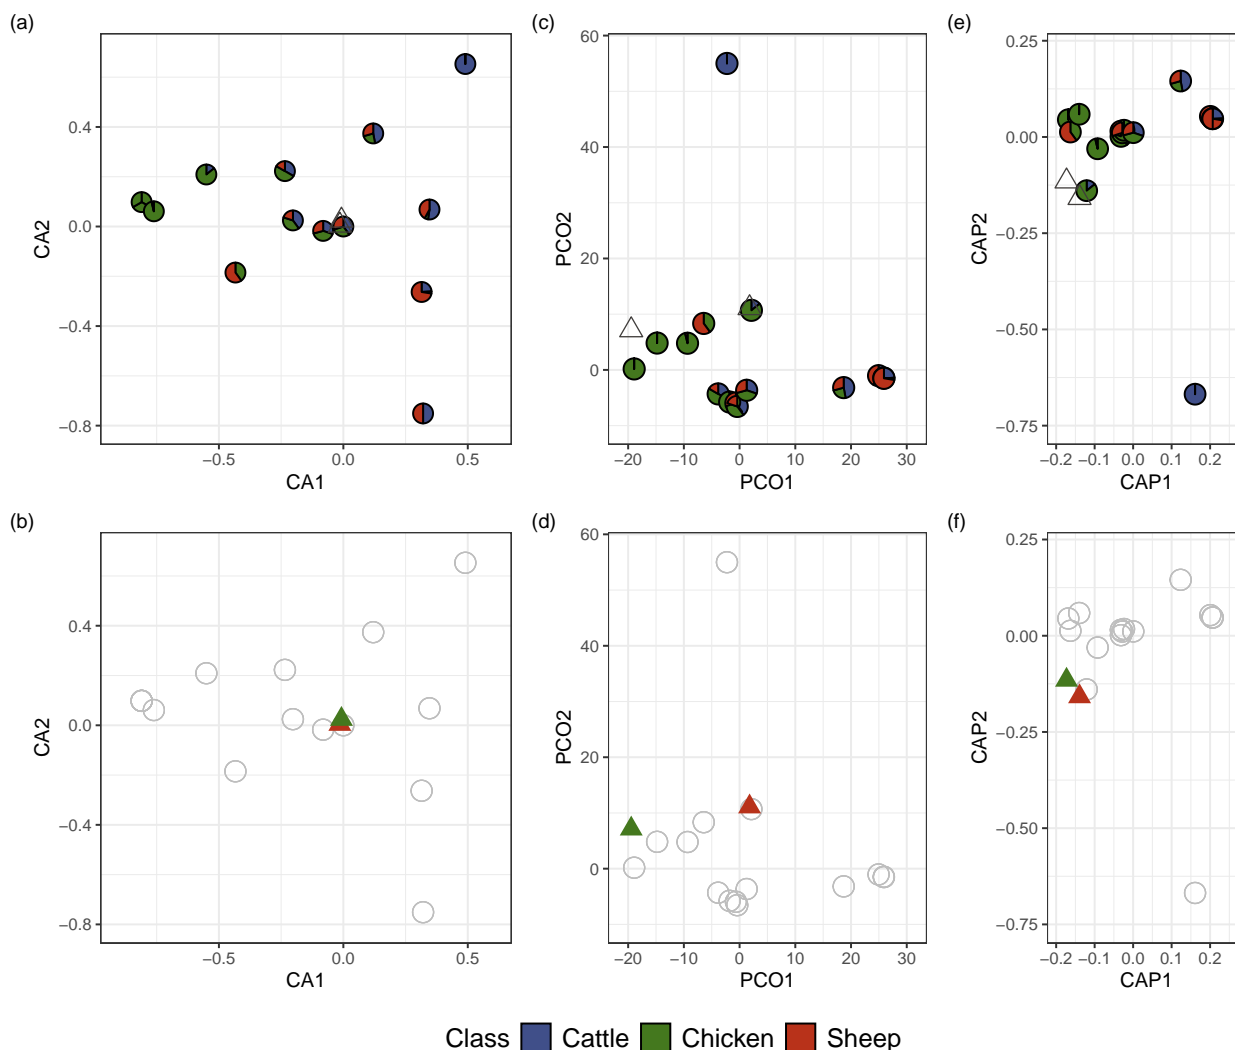 (a)
(c)
(e)
0.4
0.0
−0.4
−0.8
CA2
−0.5
0.0
0.5
CA1
60
40
20
0
PCO2
−20
−10
0
10
20
30
PCO1
0.25
0.00
−0.25
−0.50
−0.75
CAP2
−0.2
−0.1
0.0
0.1
0.2
CAP1
(b)
(d)
(f)
0.4
0.0
−0.4
−0.8
CA2
−0.5
0.0
0.5
CA1
60
40
20
0
PCO2
−20
−10
0
10
20
30
PCO1
0.25
0.00
−0.25
−0.50
−0.75
CAP2
−0.2
−0.1
0.0
0.1
0.2
CAP1
Class Cattle Chicken Sheep